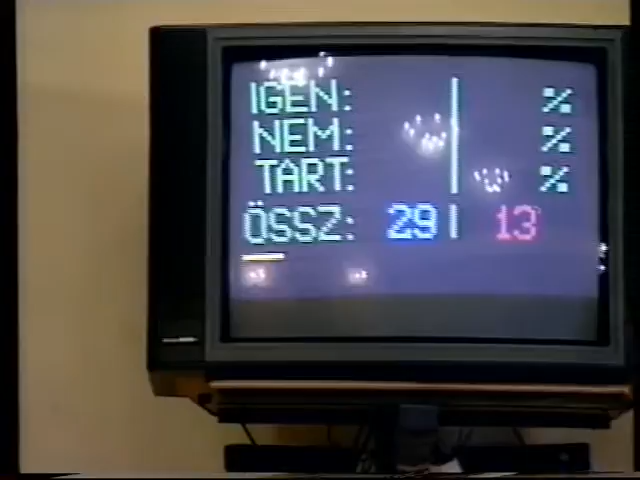 IGEN: | %
NEM: | %
TART: | %
ÖSSZ: 29 | 13